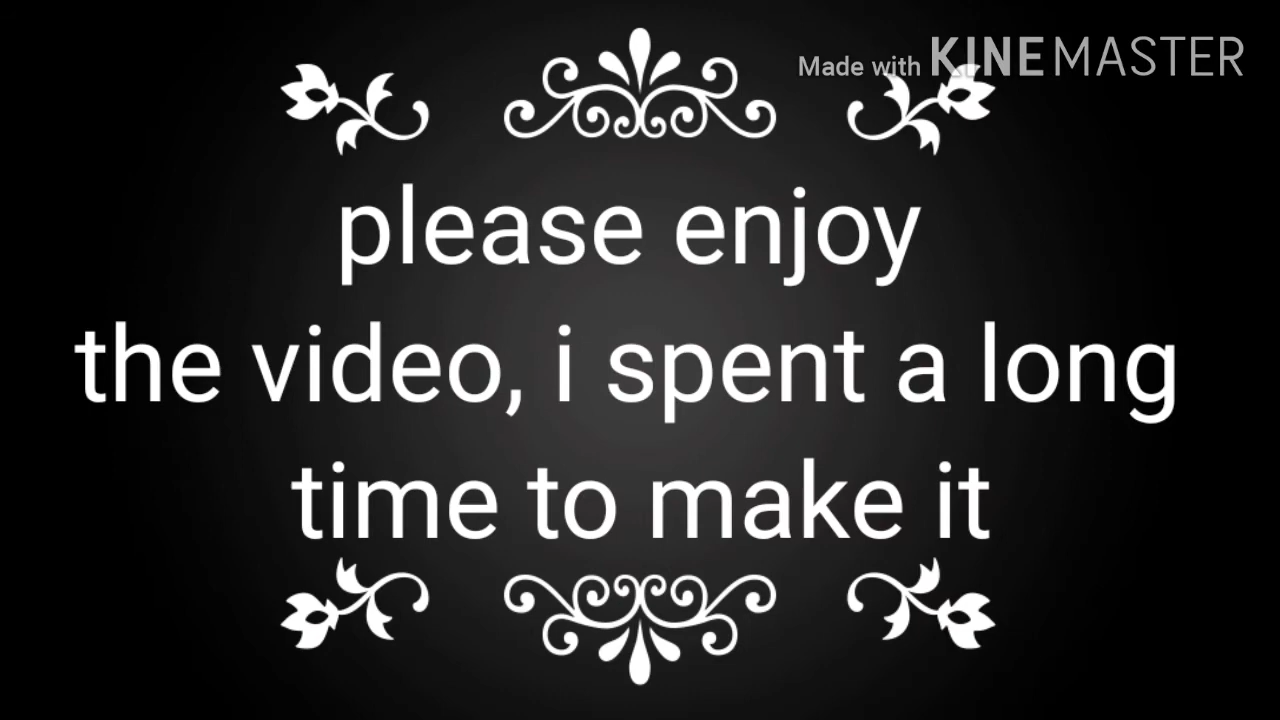 Made with KINEMASTER
please enjoy
the video, i spent a long
time to make it